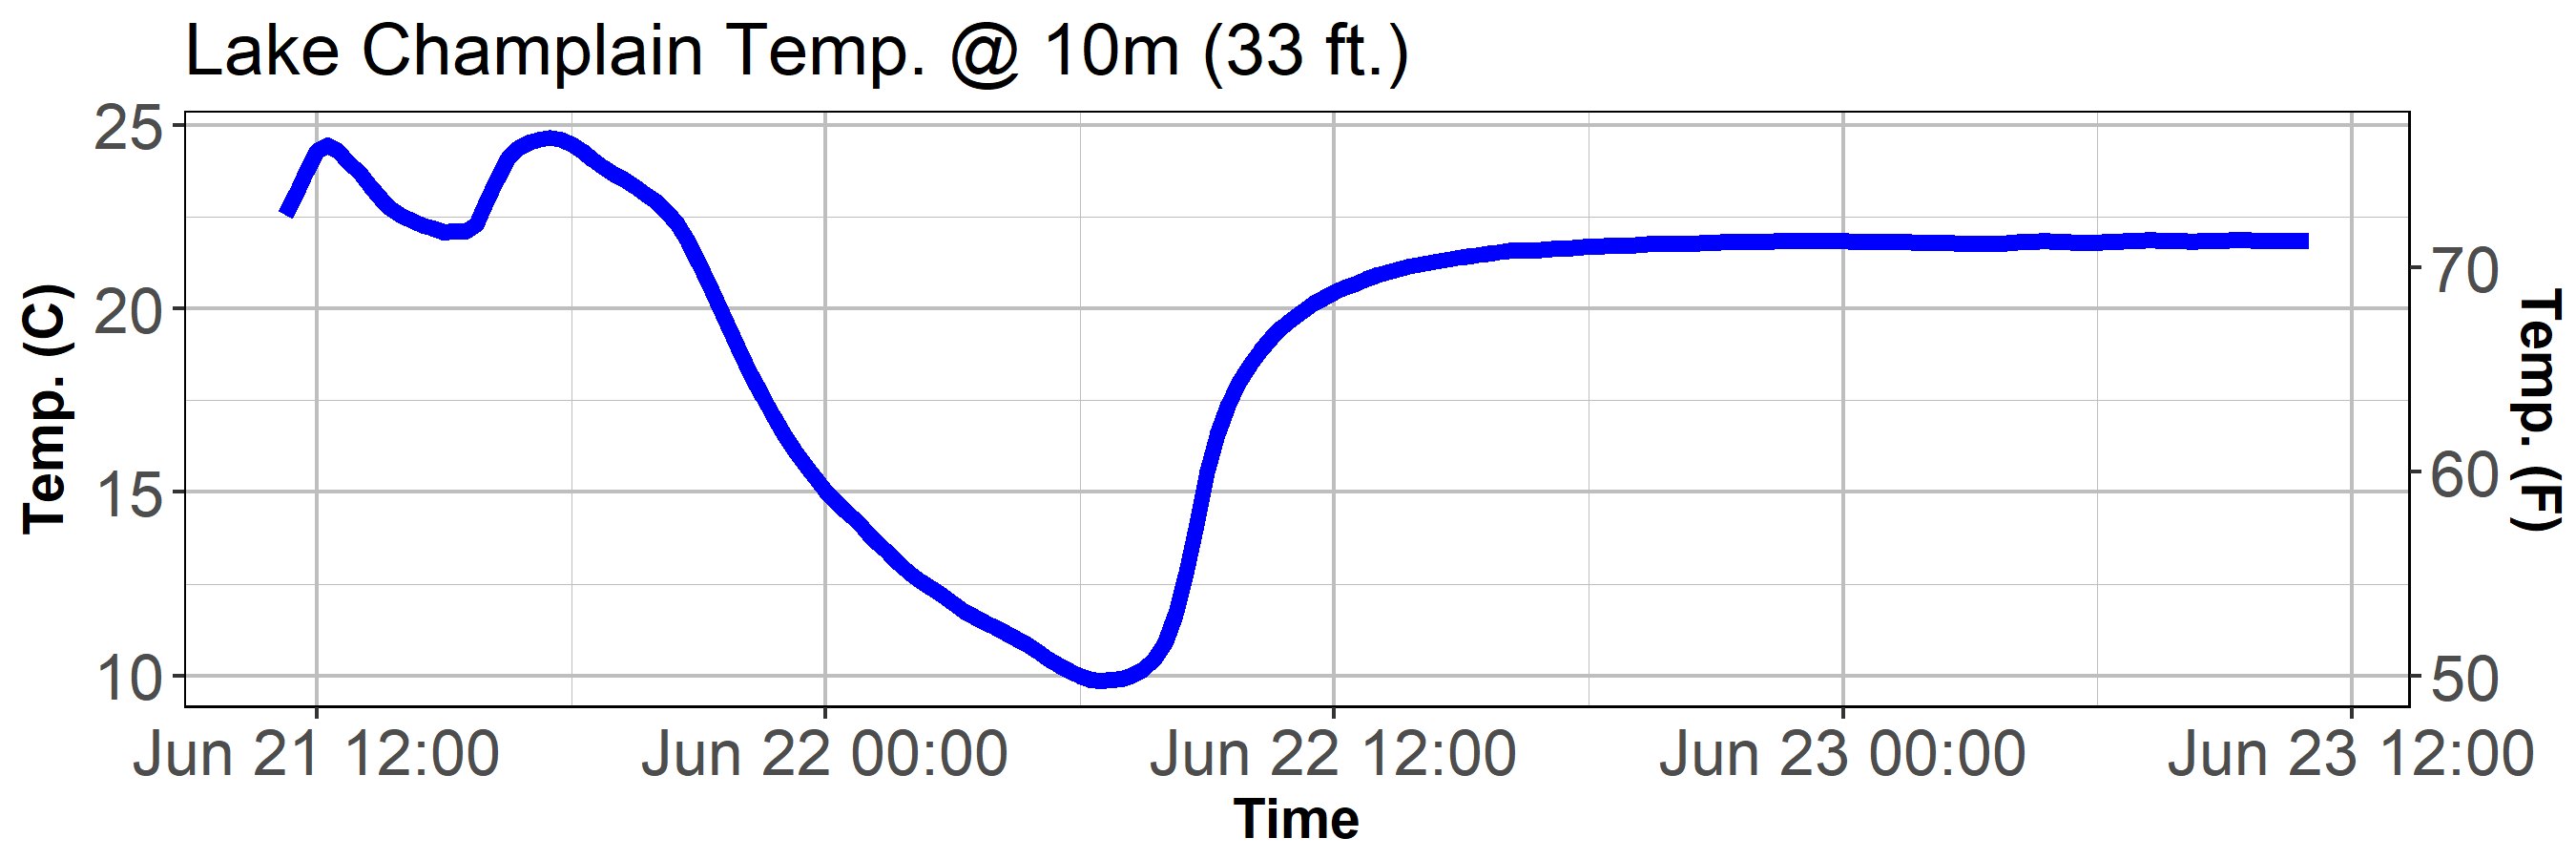 Lake Champlain Temp. @ 10m (33 ft.)
Temp. (C)
25
20
15
10
70
60
50
Temp. (F)
Jun 21 12:00 Jun 22 00:00 Jun 22 12:00 Jun 23 00:00 Jun 23 12:00
Time